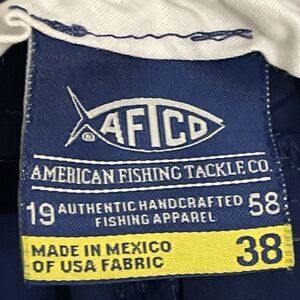 AFTCO
®
AMERICAN FISHING TACKLE CO.
19 AUTHENTIC HANDCRAFTED 58
FISHING APPAREL
MADE IN MEXICO
OF USA FABRIC 38